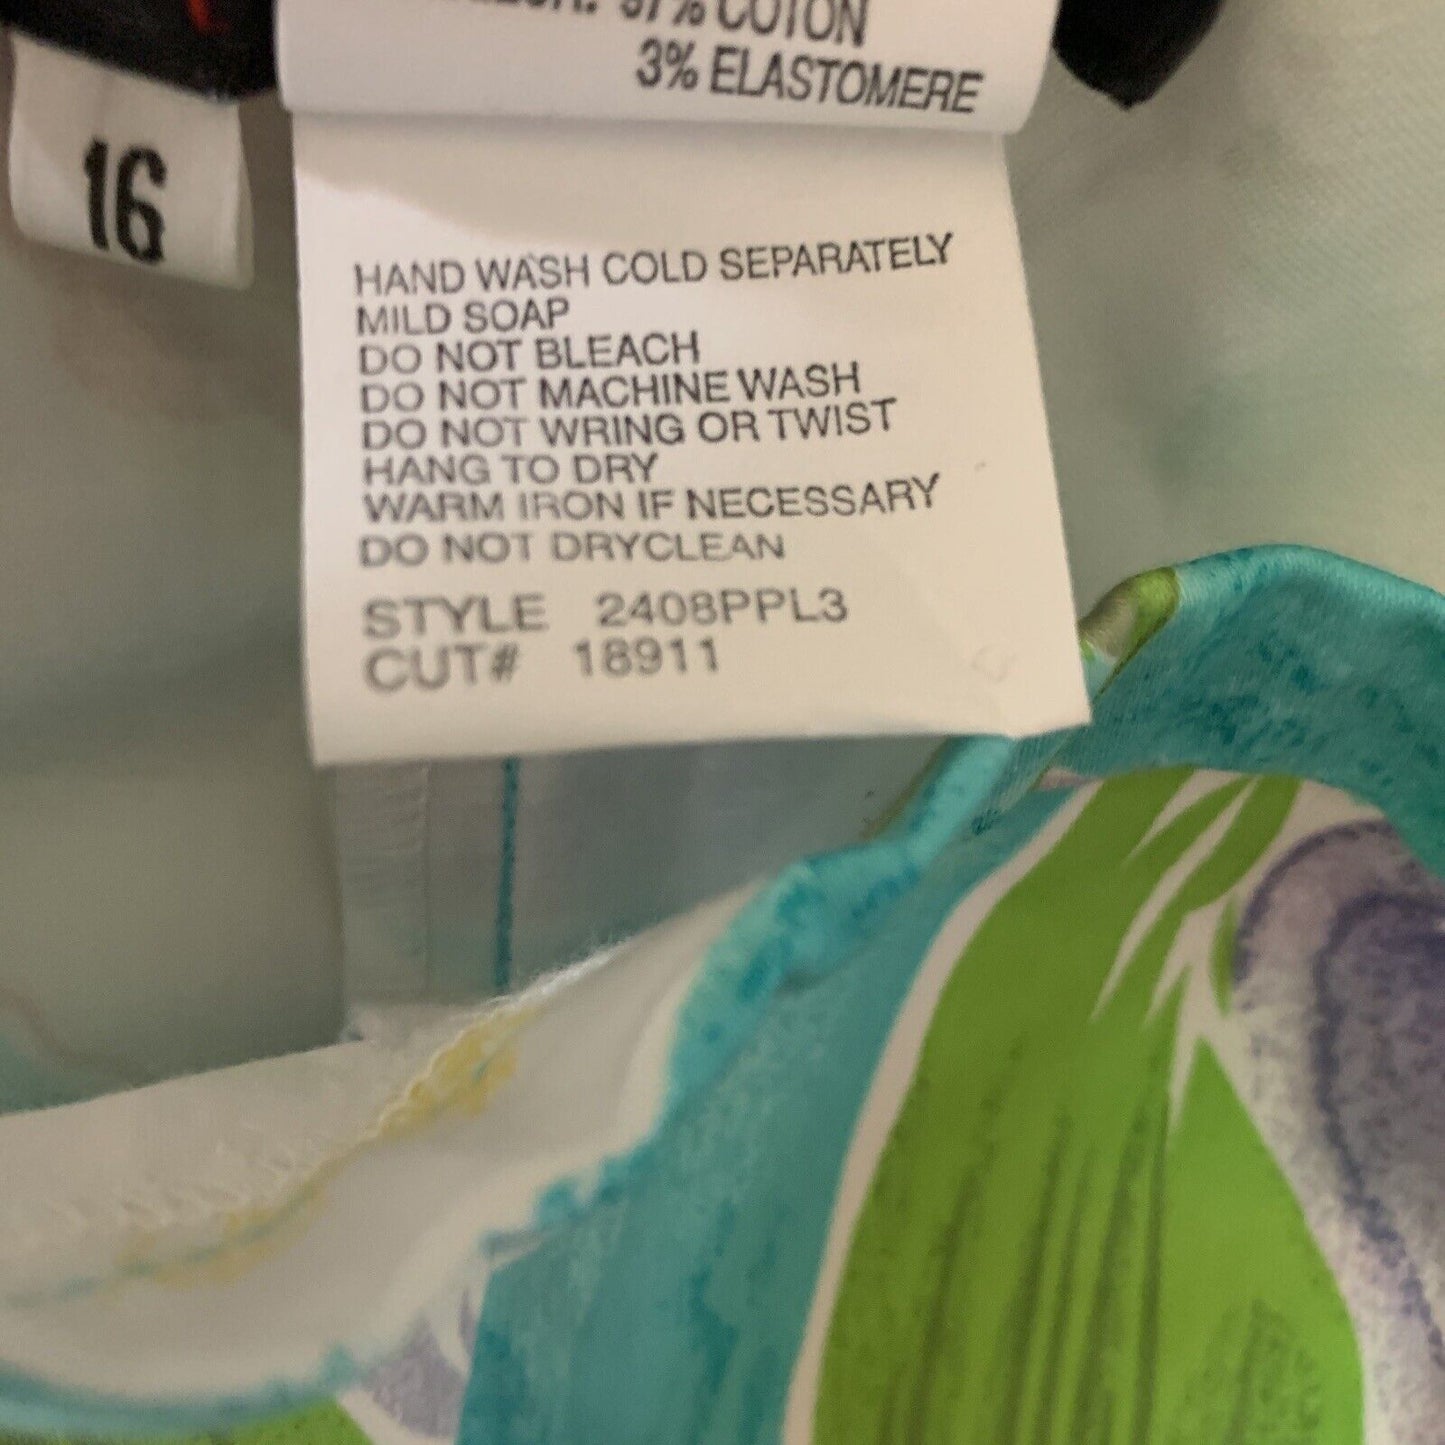 97% COTON
3% ELASTOMERE
16
HAND WASH COLD SEPARATELY
MILD SOAP
DO NOT BLEACH
DO NOT MACHINE WASH
DO NOT WRING OR TWIST
HANG TO DRY
WARM IRON IF NECESSARY
DO NOT DRYCLEAN
STYLE 2408PPL3
CUT# 18911